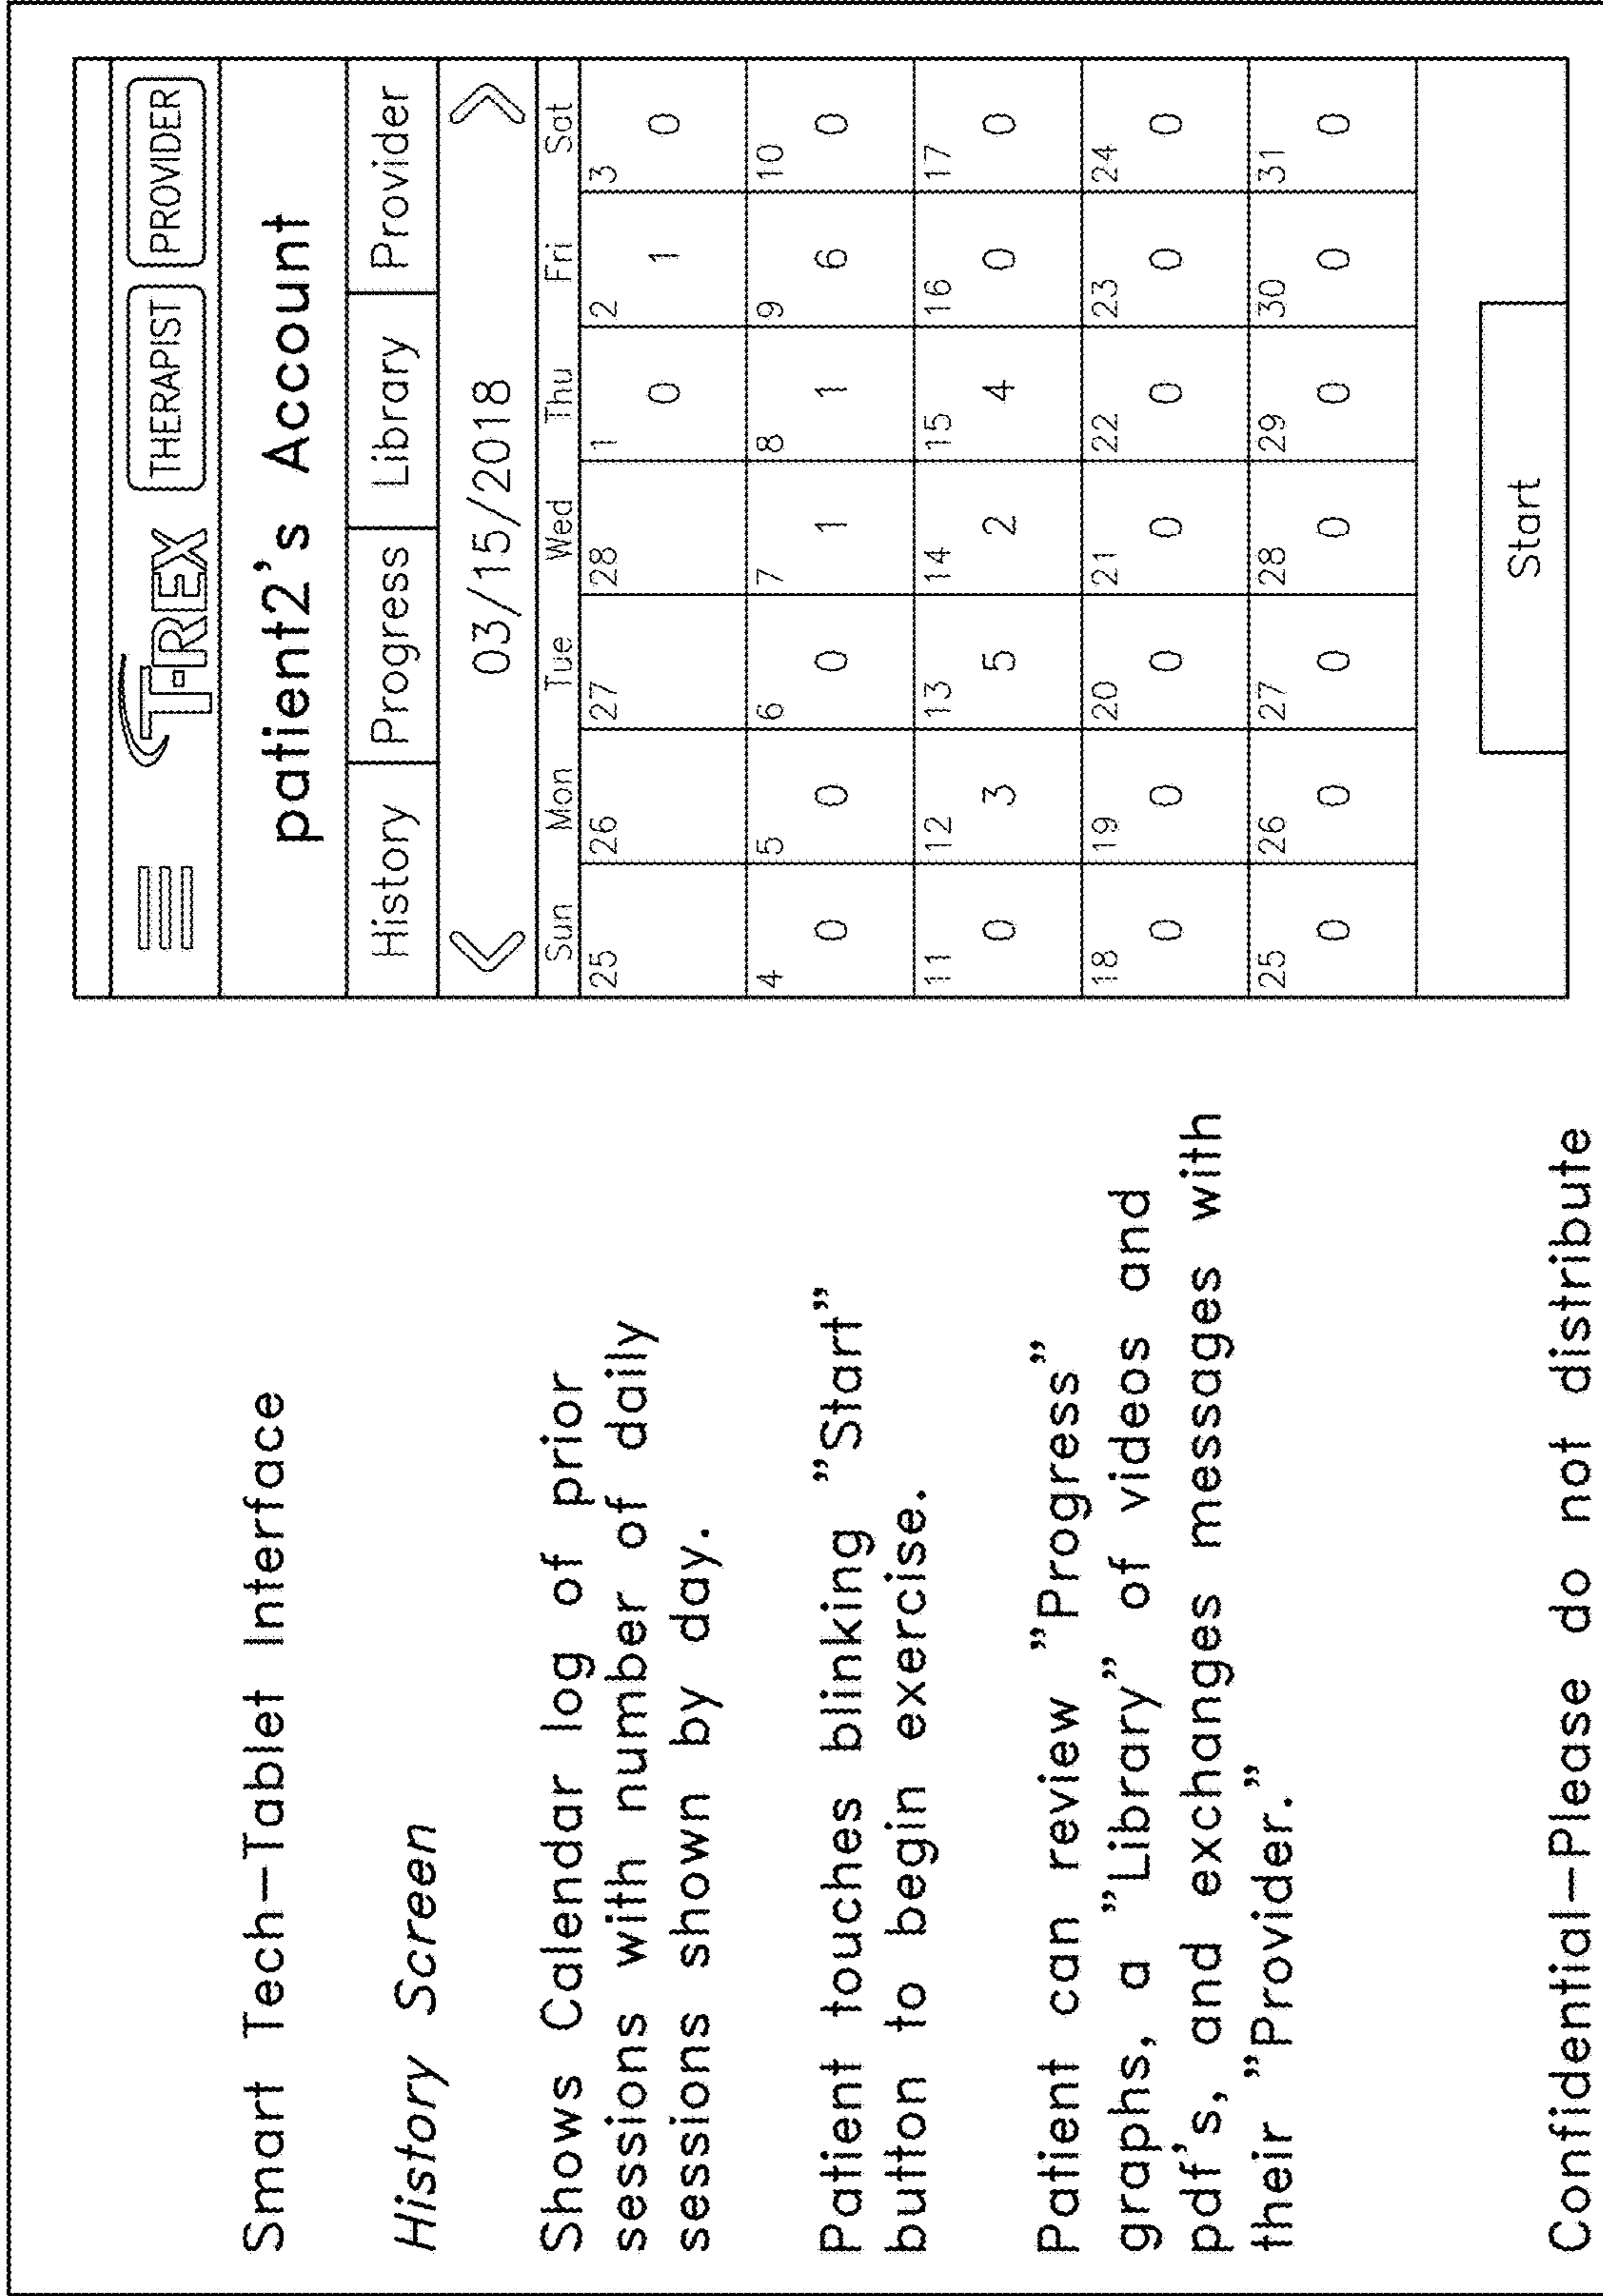 Smart Tech-Tablet Interface
History Screen
Shows Calendar log of prior
sessions with number of daily
sessions shown by day.
Patient touches blinking "Start"
button to begin exercise.
Patient can review "Progress"
graphs, a "Library" of videos and
pdf's, and exchanges messages with
their "Provider."
Confidential-Please do not distribute
T-REX THERAPIST PROVIDER
patient2's Account
History Progress Library Provider
03/15/2018
Sun Mon Tue Wed Thu Fri Sat
25 26 27 28 1 2 3
0 1 0
4 5 6 7 8 9 10
0 0 0 1 1 6 0
11 12 13 14 15 16 17
0 3 5 2 4 0 0
18 19 20 21 22 23 24
0 0 0 0 0 0 0
25 26 27 28 29 30 31
0 0 0 0 0 0 0
Start